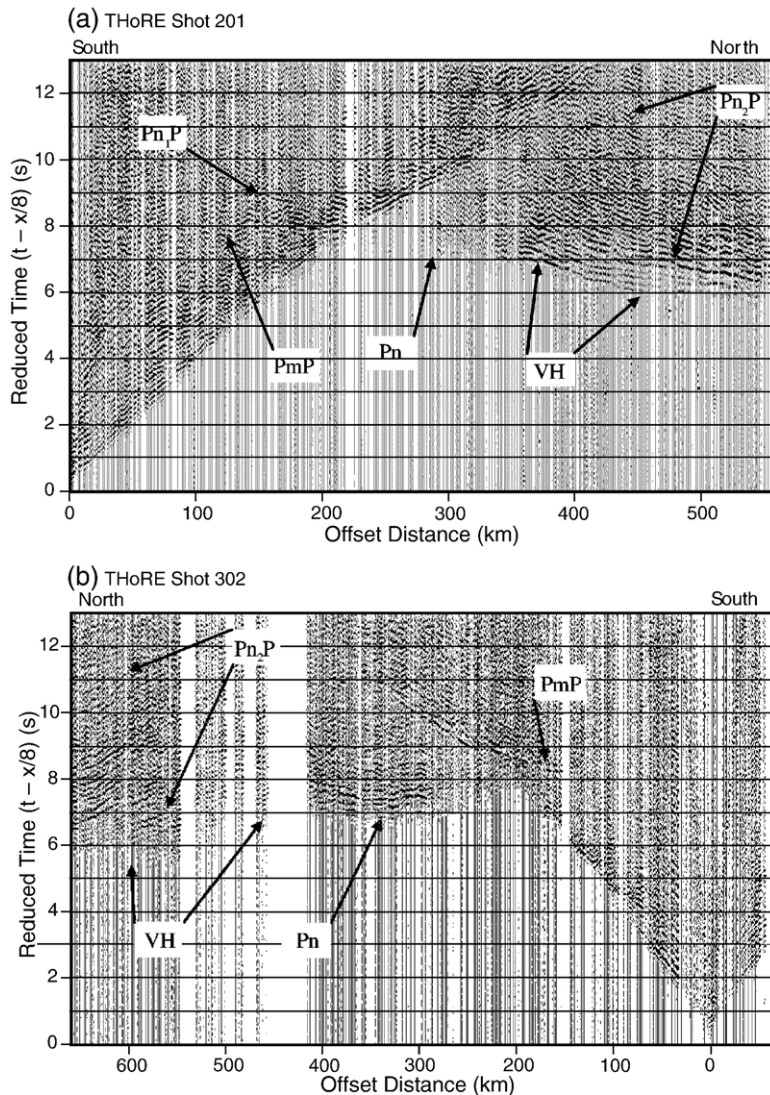 (a) THoRE Shot 201
South North
12
10
8
6
4
2
0
Reduced Time (t – x/8) (s)
Pn₁P
Pn₂P
PmP
Pn
VH
0 100 200 300 400 500
Offset Distance (km)
(b) THoRE Shot 302
North South
12
10
8
6
4
2
0
Reduced Time (t – x/8) (s)
Pn₂P
PmP
VH
Pn
600 500 400 300 200 100 0
Offset Distance (km)